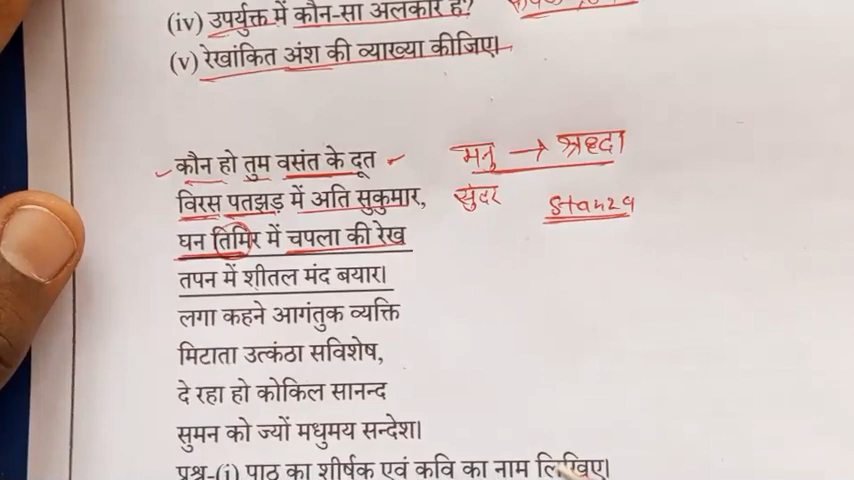 (iv) उपर्युक्त में कौन-सा अलंकार है?
(v) रेखांकित अंश की व्याख्या कीजिए।
कौन हो तुम वसंत के दूत
मनु → श्रद्धा
विरस पतझड़ में अति सुकुमार,
सुंदर
Stanza
घन तिमिर में चपला की रेख
तपन में शीतल मंद बयार।
लगा कहने आगंतुक व्यक्ति
मिटाता उत्कंठा सविशेष,
दे रहा हो कोकिल सानन्द
सुमन को ज्यों मधुमय सन्देश।
प्रश्न-(i) पाठ का शीर्षक एवं कवि का नाम लिखिए।